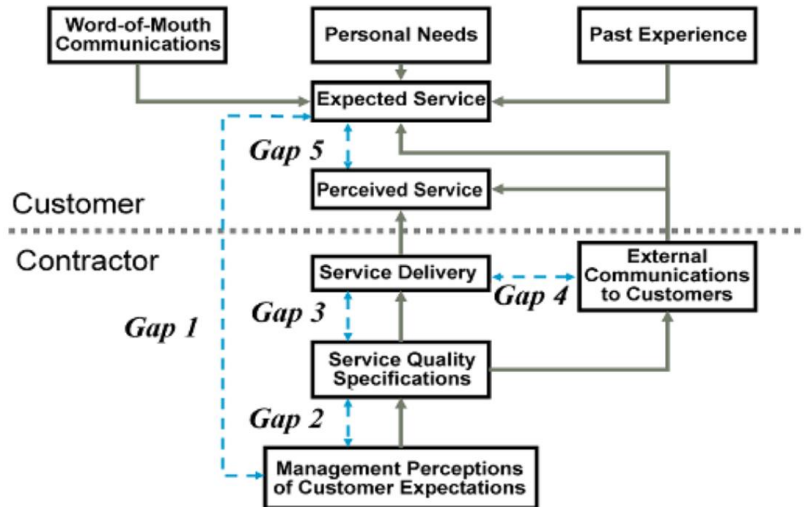 Word-of-Mouth
Communications
Personal Needs
Past Experience
Expected Service
Gap 5
Perceived Service
Customer
Contractor
Service Delivery
External
Communications
to Customers
Gap 4
Gap 3
Gap 1
Service Quality
Specifications
Gap 2
Management Perceptions
of Customer Expectations